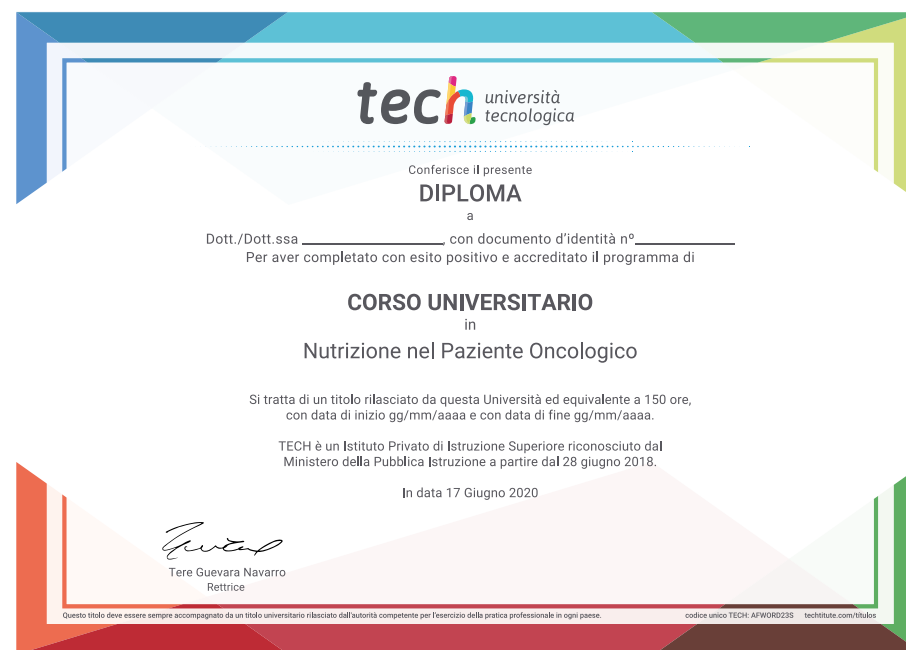 tech università
tecnologica
Conferisce il presente
DIPLOMA
a
Dott./Dott.ssa ____________________, con documento d'identità nº______________
Per aver completato con esito positivo e accreditato il programma di
CORSO UNIVERSITARIO
in
Nutrizione nel Paziente Oncologico
Si tratta di un titolo rilasciato da questa Università ed equivalente a 150 ore,
con data di inizio gg/mm/aaaa e con data di fine gg/mm/aaaa.
TECH è un Istituto Privato di Istruzione Superiore riconosciuto dal
Ministero della Pubblica Istruzione a partire dal 28 giugno 2018.
In data 17 Giugno 2020
Tere Guevara Navarro
Rettrice
Questo titolo deve essere sempre accompagnato da un titolo universitario rilasciato dall'autorità competente per l'esercizio della pratica professionale in ogni paese. codice unico TECH: AFWORD23S techtitute.com/titulos